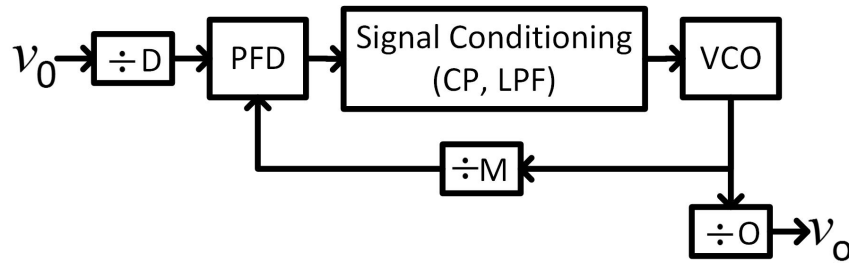 v₀
÷D
PFD
Signal Conditioning
(CP, LPF)
VCO
÷M
÷O
vₒ